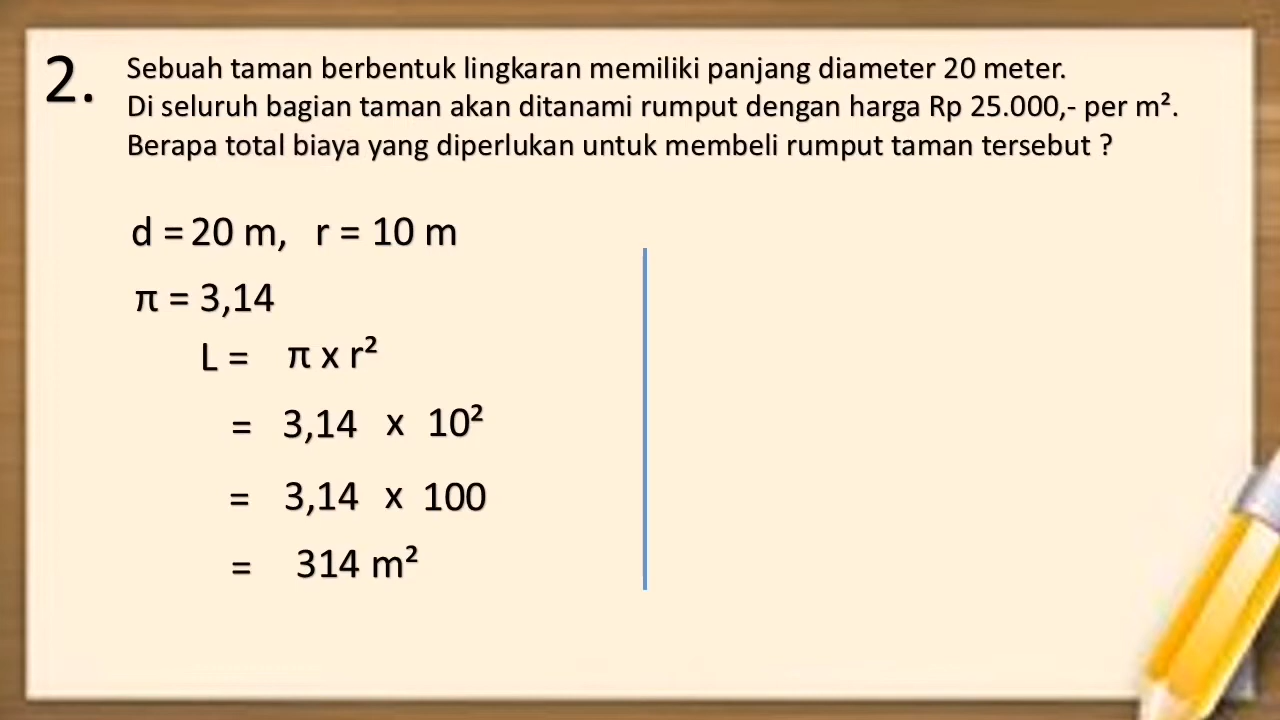 2.
Sebuah taman berbentuk lingkaran memiliki panjang diameter 20 meter.
Di seluruh bagian taman akan ditanami rumput dengan harga Rp 25.000,- per m².
Berapa total biaya yang diperlukan untuk membeli rumput taman tersebut ?
d = 20 m, r = 10 m
π = 3,14
L = π x r²
= 3,14 x 10²
= 3,14 x 100
= 314 m²